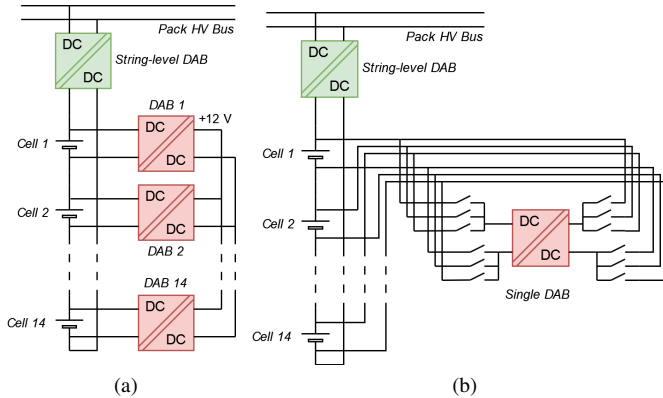 Pack HV Bus
DC
DC
String-level DAB
DAB 1
+12 V
Cell 1
DC
DC
Cell 2
DC
DC
DAB 2
DAB 14
Cell 14
DC
DC
(a)
Pack HV Bus
DC
DC
String-level DAB
Cell 1
Cell 2
DC
DC
Single DAB
Cell 14
(b)